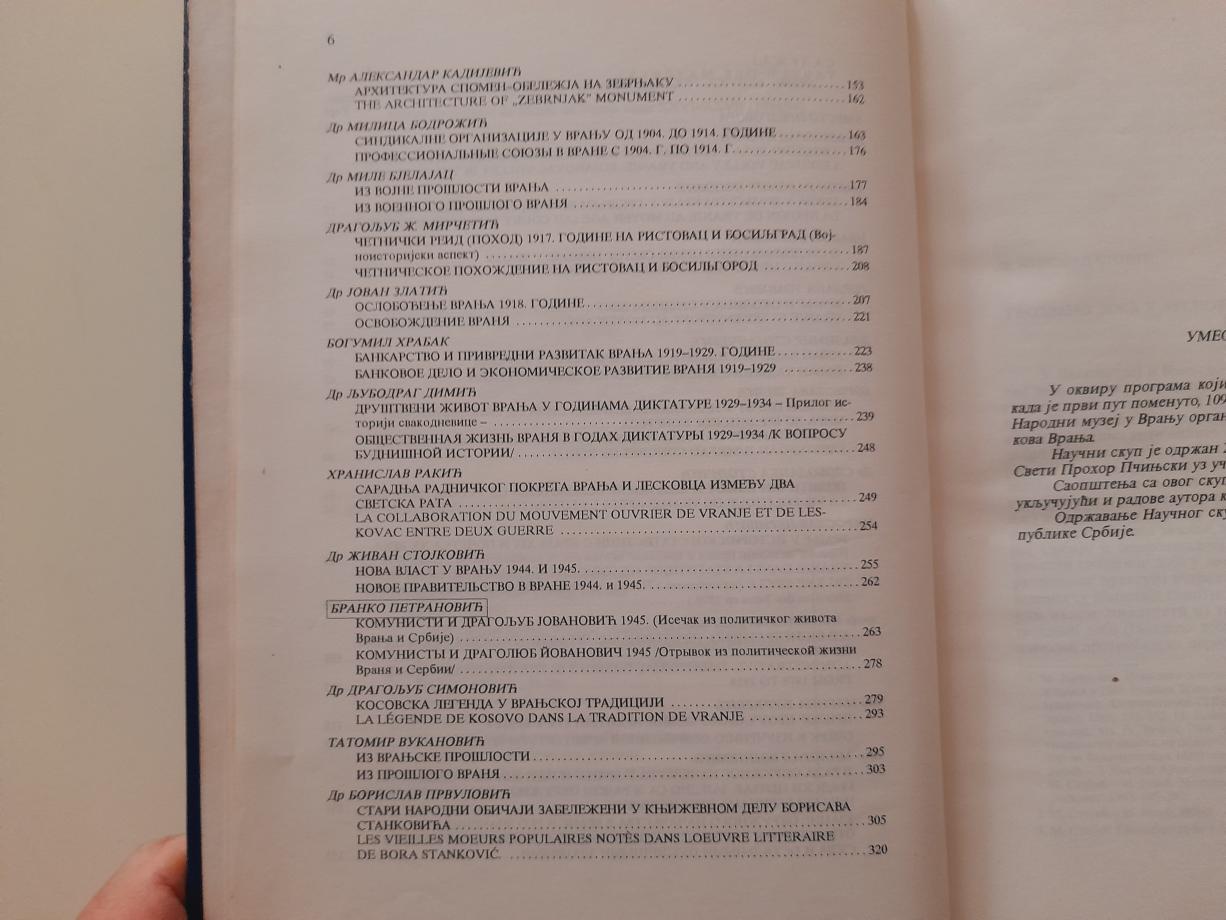 6
Мр АЛЕКСАНДАР КАДИЈЕВИЋ
АРХИТЕКТУРА СПОМЕН-ОБЕЛЕЖЈА НА ЗЕБРЊАКУ ........ 153
THE ARCHITECTURE OF „ZEBRNJAK" MONUMENT ........ 162
Др МИЛИЦА БОДРОЖИЋ
СИНДИКАЛНЕ ОРГАНИЗАЦИЈЕ У ВРАЊУ ОД 1904. ДО 1914. ГОДИНЕ ........ 163
ПРОФЕССИОНАЛЬНЫЕ СОЮЗЫ В ВРАНЕ С 1904. Г. ПО 1914. Г. ........ 176
Др МИЛЕ БЈЕЛАЈАЦ
ИЗ ВОЈНЕ ПРОШЛОСТИ ВРАЊА ........ 177
ИЗ ВОЕННОГО ПРОШЛОГО ВРАНЯ ........ 184
ДРАГОЉУБ Ж. МИРЧЕТИЋ
ЧЕТНИЧКИ РЕИД (ПОХОД) 1917. ГОДИНЕ НА РИСТОВАЦ И БОСИЉГРАД (Вој-
ноисторијски аспект) ........ 187
ЧЕТНИЧЕСКОЕ ПОХОЖДЕНИЕ НА РИСТОВАЦ И БОСИЛЬГОРОД ........ 208
Др ЈОВАН ЗЛАТИЋ
ОСЛОБОЂЕЊЕ ВРАЊА 1918. ГОДИНЕ ........ 207
ОСВОБОЖДЕНИЕ ВРАНЯ ........ 221
БОГУМИЛ ХРАБАК
БАНКАРСТВО И ПРИВРЕДНИ РАЗВИТАК ВРАЊА 1919–1929. ГОДИНЕ ........ 223
БАНКОВОЕ ДЕЛО И ЭКОНОМИЧЕСКОЕ РАЗВИТИЕ ВРАНЯ 1919–1929 ........ 238
Др ЉУБОДРАГ ДИМИЋ
ДРУШТВЕНИ ЖИВОТ ВРАЊА У ГОДИНАМА ДИКТАТУРЕ 1929–1934 – Прилог ис-
торији свакодневице – ........ 239
ОБЩЕСТВЕННАЯ ЖИЗНЬ ВРАНЯ В ГОДАХ ДИКТАТУРЫ 1929–1934 /К ВОПРОСУ
БУДНИШНОЙ ИСТОРИИ/ ........ 248
ХРАНИСЛАВ РАКИЋ
САРАДЊА РАДНИЧКОГ ПОКРЕТА ВРАЊА И ЛЕСКОВЦА ИЗМЕЂУ ДВА
СВЕТСКА РАТА ........ 249
LA COLLABORATION DU MOUVEMENT OUVRIER DE VRANJE ET DE LES-
KOVAC ENTRE DEUX GUERRE ........ 254
Др ЖИВАН СТОЈКОВИЋ
НОВА ВЛАСТ У ВРАЊУ 1944. И 1945. ........ 255
НОВОЕ ПРАВИТЕЛЬСТВО В ВРАНЕ 1944. и 1945. ........ 262
БРАНКО ПЕТРАНОВИЋ
КОМУНИСТИ И ДРАГОЉУБ ЈОВАНОВИЋ 1945. (Исечак из политичког живота
Врања и Србије) ........ 263
КОМУНИСТЫ И ДРАГОЛЮБ ЙОВАНОВИЧ 1945 /Отрывок из политической жизни
Враня и Сербии/ ........ 278
Др ДРАГОЉУБ СИМОНОВИЋ
КОСОВСКА ЛЕГЕНДА У ВРАЊСКОЈ ТРАДИЦИЈИ ........ 279
LA LÉGENDE DE KOSOVO DANS LA TRADITION DE VRANJE ........ 293
ТАТОМИР ВУКАНОВИЋ
ИЗ ВРАЊСКЕ ПРОШЛОСТИ ........ 295
ИЗ ПРОШЛОГО ВРАНЯ ........ 303
Др БОРИСЛАВ ПРВУЛОВИЋ
СТАРИ НАРОДНИ ОБИЧАЈИ ЗАБЕЛЕЖЕНИ У КЊИЖЕВНОМ ДЕЛУ БОРИСАВА
СТАНКОВИЋА ........ 305
LES VIEILLES MOEURS POPULAIRES NOTÈS DANS LOEUVRE LITTERAIRE
DE BORA STANKOVIĆ. ........ 320
УМЕС
У оквиру програма који
када је први пут поменуто, 109
Народни музеј у Врању орган
кова Врања.
Научни скуп је одржан 2
Свети Прохор Пчињски уз уч
Саопштења са овог скуп
укључујући и радове аутора к
Одржавање Научног ску
публике Србије.